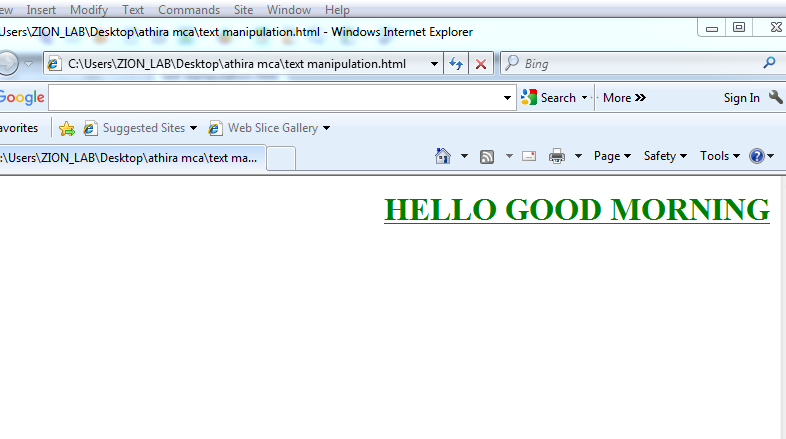 ew Insert Modify Text Commands Site Window Help
Users\ZION_LAB\Desktop\athira mca\text manipulation.html - Windows Internet Explorer
C:\Users\ZION_LAB\Desktop\athira mca\text manipulation.html Bing
Google Search More Sign In
avorites Suggested Sites Web Slice Gallery
:\Users\ZION_LAB\Desktop\athira mca\text ma... Page Safety Tools
HELLO GOOD MORNING